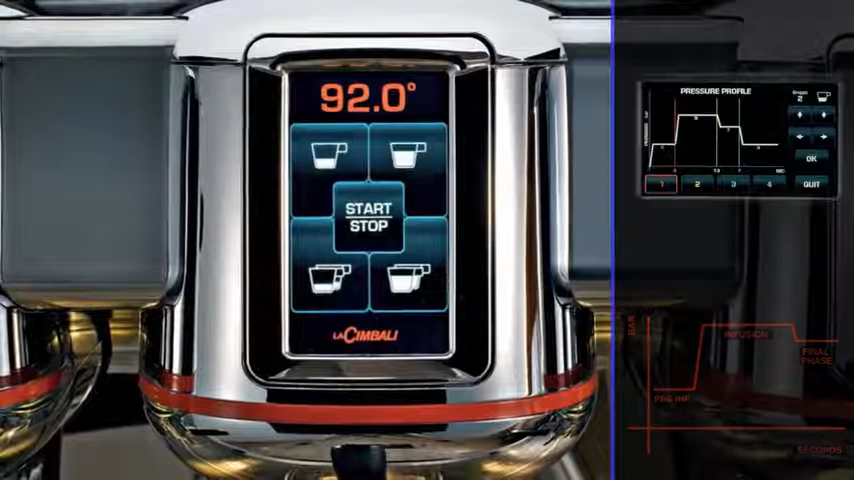 92.0°
START
STOP
LACIMBALI
PRESSURE PROFILE
Gruppo
2
OK
1 2 3 4 QUIT
SEC
BAR
INFUSION
FINAL
PHASE
PRE INF
SECONDS